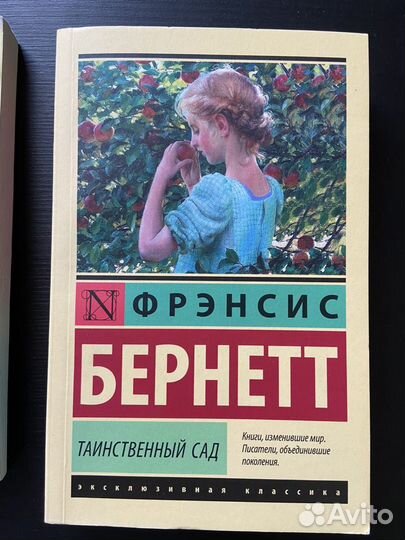 N ФРЭНСИС
БЕРНЕТТ
ТАИНСТВЕННЫЙ САД
Книги, изменившие мир.
Писатели, объединившие
поколения.
эксклюзивная классика
Avito